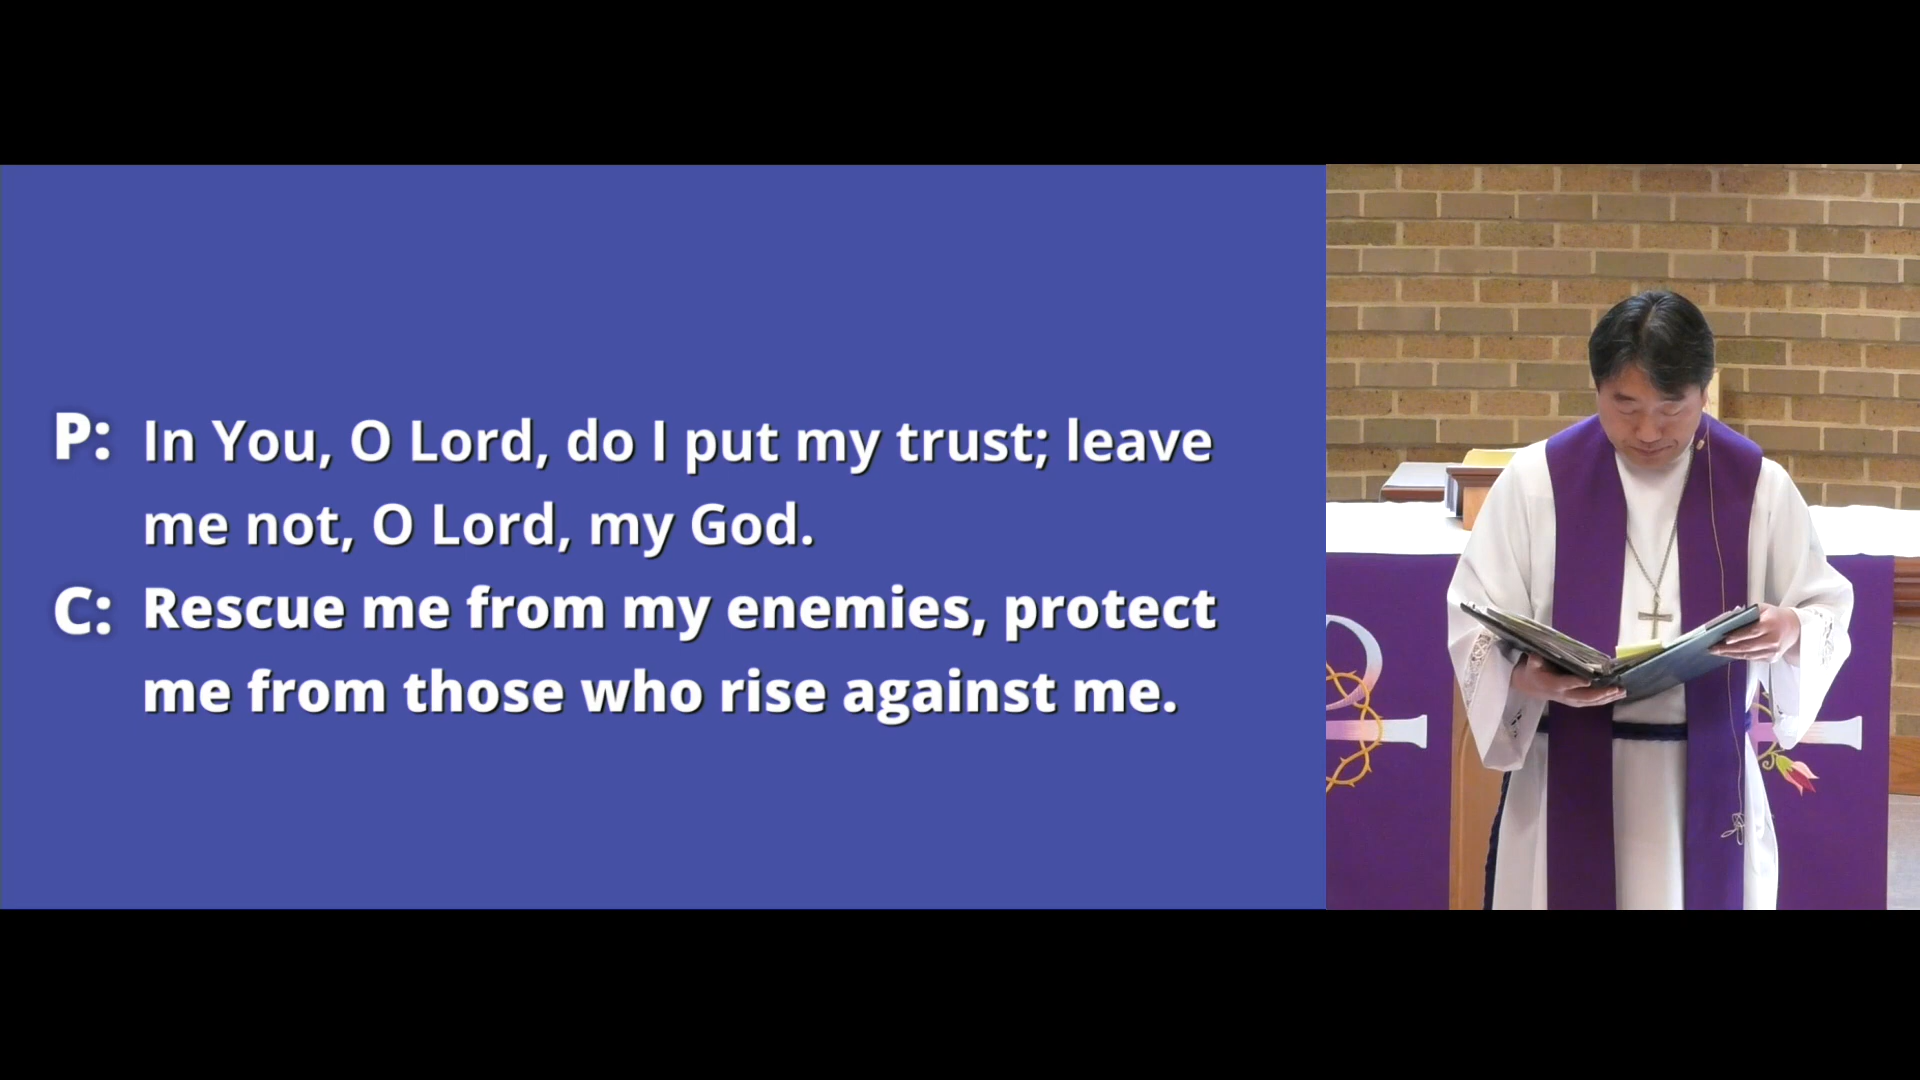 P: In You, O Lord, do I put my trust; leave
me not, O Lord, my God.
C: Rescue me from my enemies, protect
me from those who rise against me.